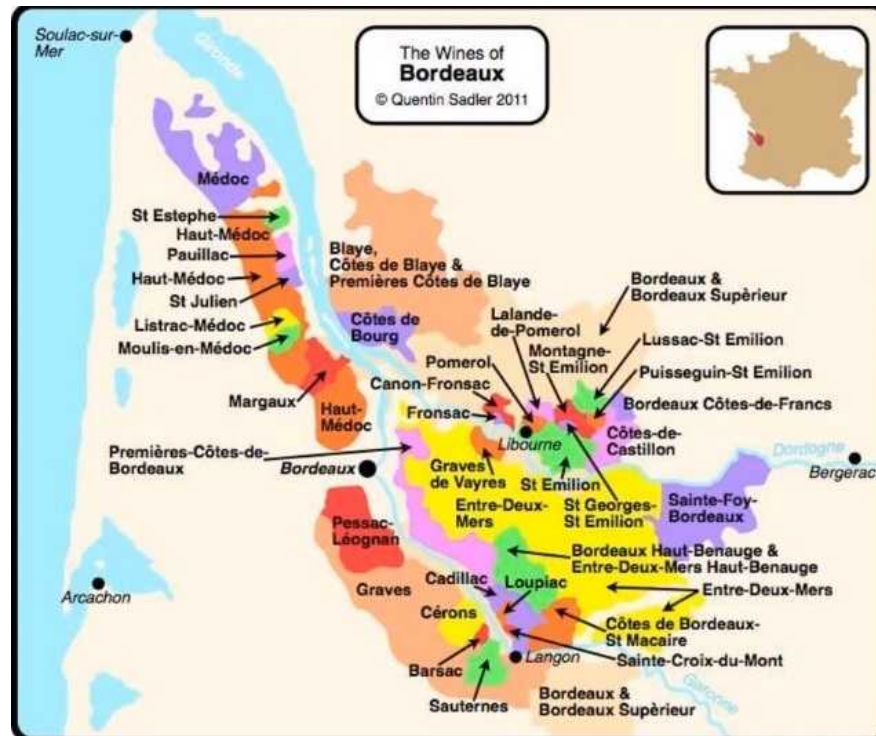 Soulac-sur-
Mer
Gironde
The Wines of
Bordeaux
© Quentin Sadler 2011
Médoc
St Estephe
Haut-Médoc
Pauillac
Haut-Médoc
St Julien
Listrac-Médoc
Moulis-en-Médoc
Margaux
Haut-
Médoc
Blaye,
Côtes de Blaye &
Premières Côtes de Blaye
Côtes de
Bourg
Bordeaux &
Bordeaux Supèrieur
Lalande-
de-Pomerol
Montagne-
St Emilion
Lussac-St Emilion
Pomerol
Puisseguin-St Emilion
Canon-Fronsac
Bordeaux Côtes-de-Francs
Fronsac
Libourne
Côtes-de-
Castillon
Premières-Côtes-de-
Bordeaux
Bordeaux
Graves
de Vayres
St Emilion
St Georges-
St Emilion
Dordogne
Bergerac
Entre-Deux-
Mers
Sainte-Foy-
Bordeaux
Pessac-
Léognan
Bordeaux Haut-Benauge &
Entre-Deux-Mers Haut-Benauge
Arcachon
Graves
Cadillac
Loupiac
Entre-Deux-Mers
Cérons
Côtes de Bordeaux-
St Macaire
Barsac
Langon
Sainte-Croix-du-Mont
Sauternes
Garonne
Bordeaux &
Bordeaux Supèrieur